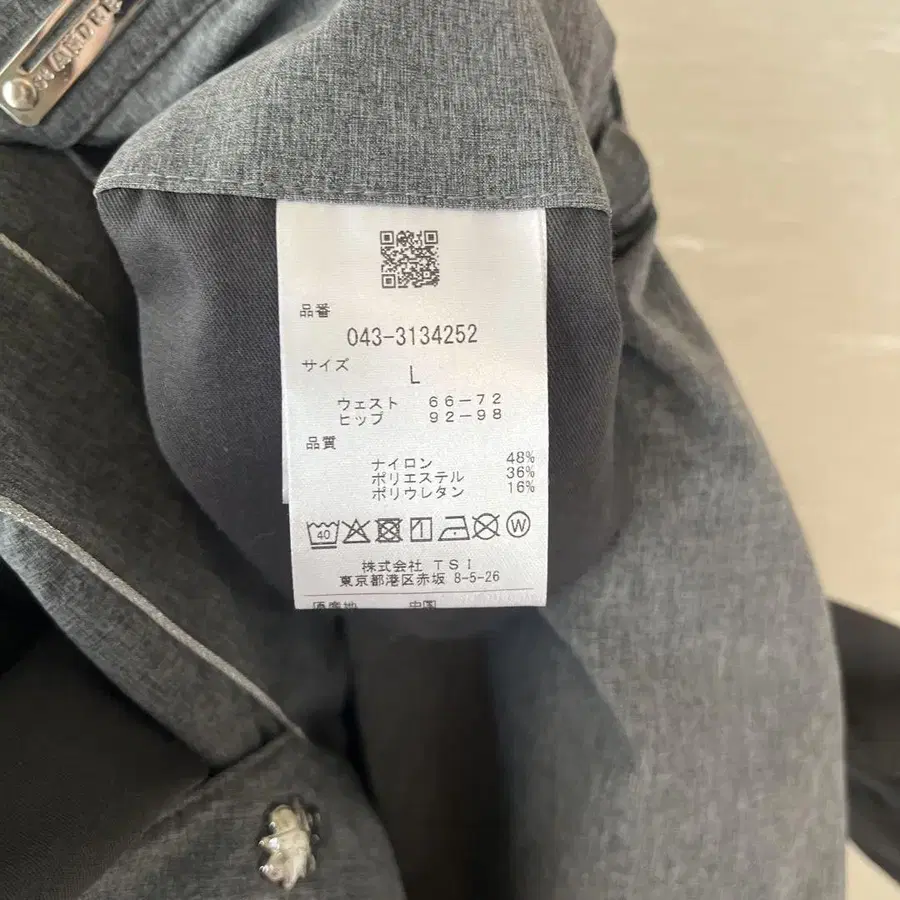 ANDRE
品番
043-3134252
サイズ
L
ウェスト 66-72
ヒップ 92-98
品質
ナイロン 48%
ポリエステル 36%
ポリウレタン 16%
40
W
株式会社 TSI
東京都港区赤坂 8-5-26
原産地 中国